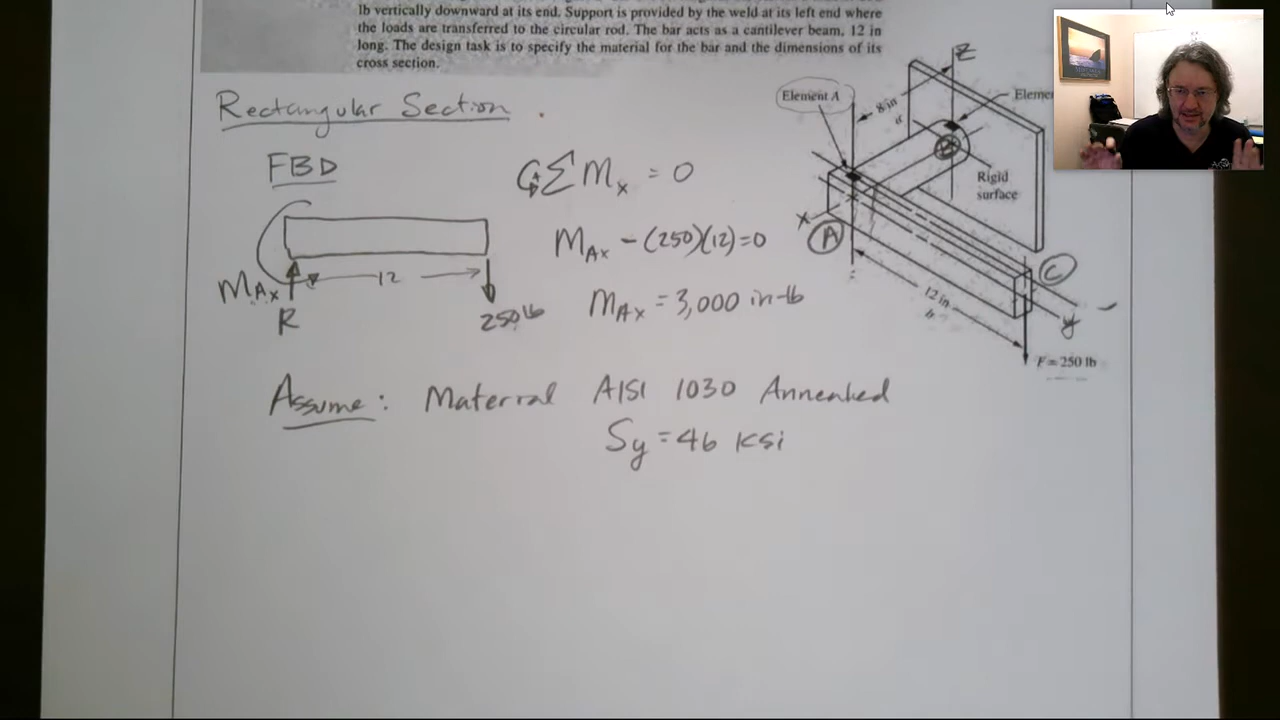 lb vertically downward at its end. Support is provided by the weld at its left end where
the loads are transferred to the circular rod. The bar acts as a cantilever beam, 12 in
long. The design task is to specify the material for the bar and the dimensions of its
cross section.
Rectangular Section
FBD
ΣMx = 0
MAx - (250)(12) = 0
MAx = 3,000 in-lb
12
MAx
R
250 lb
Assume: Material AISI 1030 Annealed
Sy = 46 ksi
Element A
8 in
a
Z
Rigid
surface
X
A
C
12 in
b
y
F = 250 lb